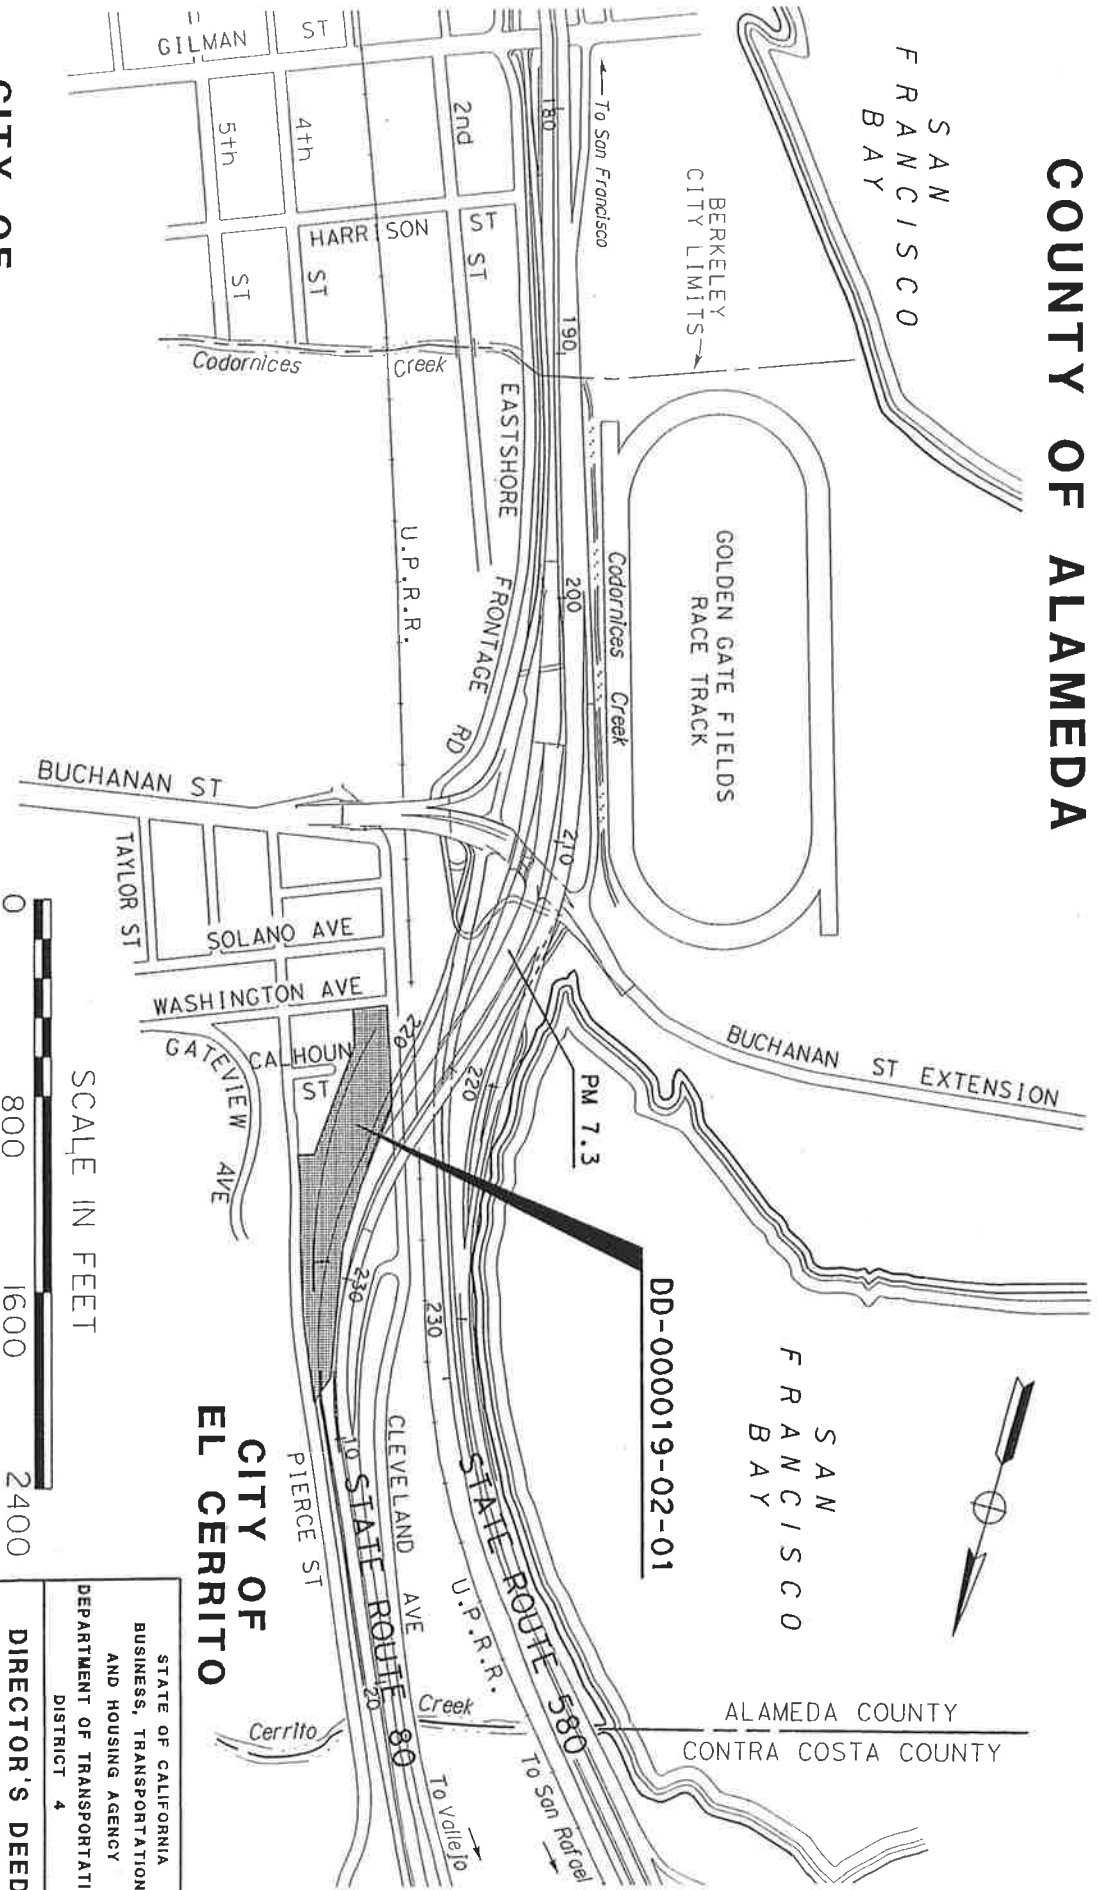 COUNTY OF ALAMEDA
SAN
FRANCISCO
BAY
BERKELEY
CITY LIMITS
To San Francisco
GOLDEN GATE FIELDS
RACE TRACK
Codornices Creek
BUCHANAN ST EXTENSION
SAN
FRANCISCO
BAY
ALAMEDA COUNTY
CONTRA COSTA COUNTY
180
190
200
210
220
230
PM 7.3
DD-000019-02-01
STATE ROUTE 580
To San Rafael
GILMAN ST
2nd ST
4th ST
5th ST
HARRISON ST
Codornices Creek
EASTSHORE FRONTAGE RD
U.P.R.R.
U.P.R.R.
220
230
10
20
STATE ROUTE 80
To Vallejo
CLEVELAND AVE
PIERCE ST
Cerrito Creek
BUCHANAN ST
TAYLOR ST
SOLANO AVE
WASHINGTON AVE
CALHOUN ST
GATEVIEW AVE
CITY OF
EL CERRITO
CITY OF
0 800 1600 2400
SCALE IN FEET
STATE OF CALIFORNIA
BUSINESS, TRANSPORTATION
AND HOUSING AGENCY
DEPARTMENT OF TRANSPORTATI
DISTRICT 4
DIRECTOR'S DEED